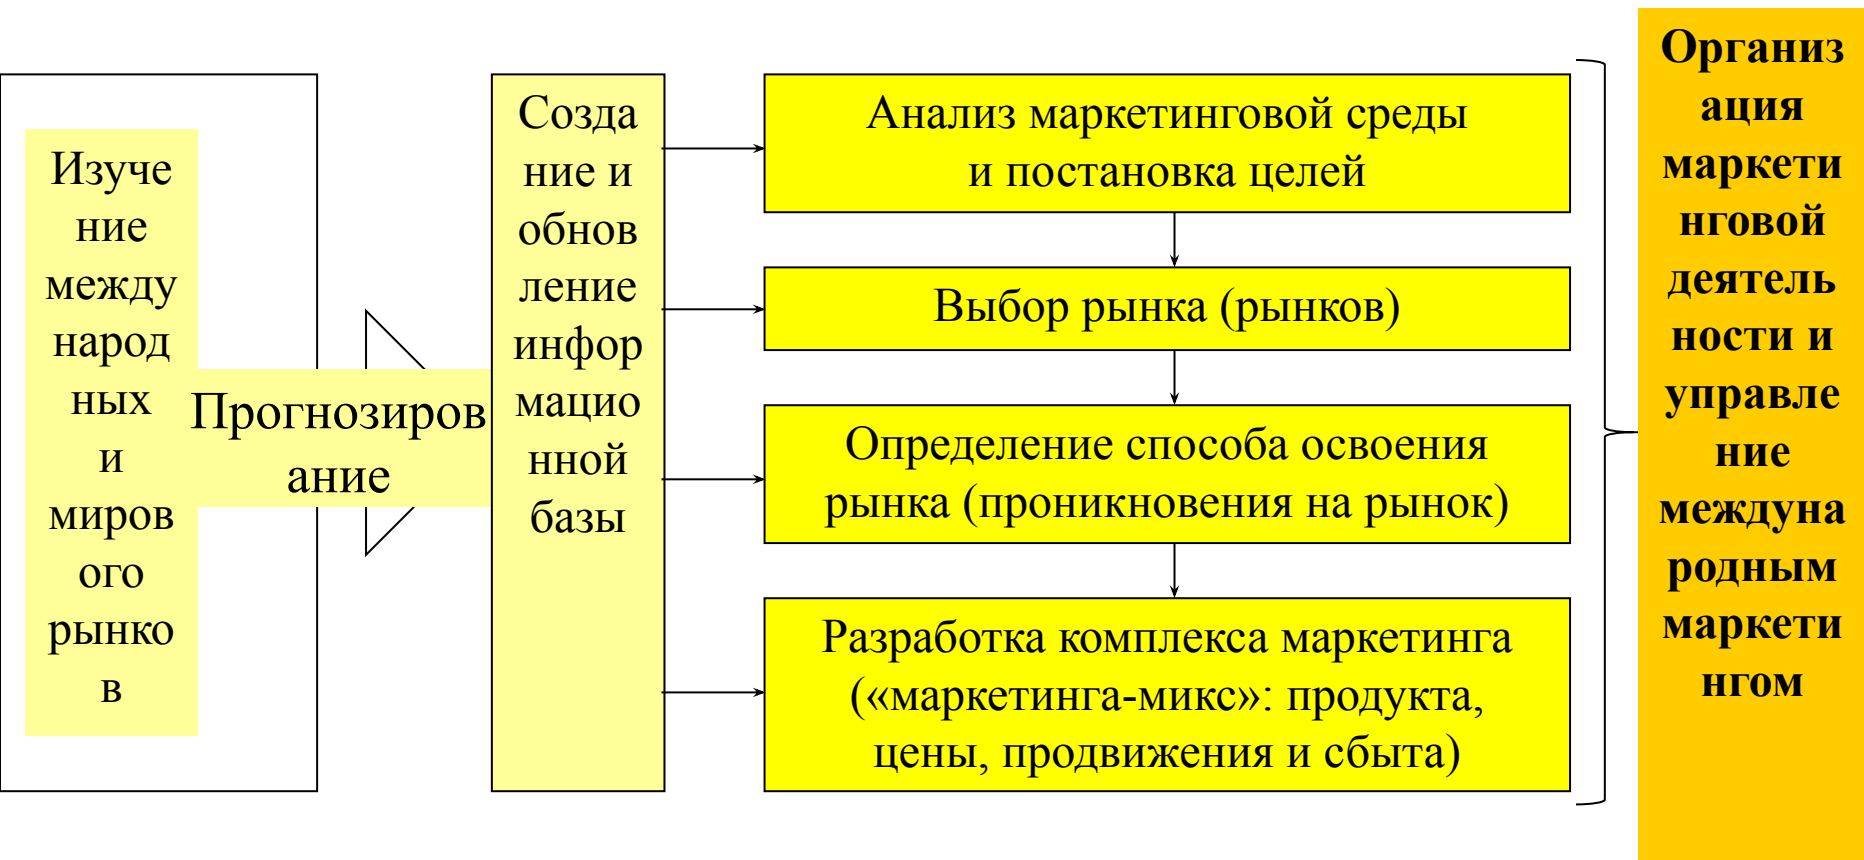 Изуче
ние
между
народ
ных
и
миров
ого
рынко
в
Прогнозиров
ание
Созда
ние и
обнов
ление
инфор
мацио
нной
базы
Анализ маркетинговой среды
и постановка целей
Выбор рынка (рынков)
Определение способа освоения
рынка (проникновения на рынок)
Разработка комплекса маркетинга
(«маркетинга-микс»: продукта,
цены, продвижения и сбыта)
Организ
ация
маркети
нговой
деятель
ности и
управле
ние
междуна
родным
маркети
нгом